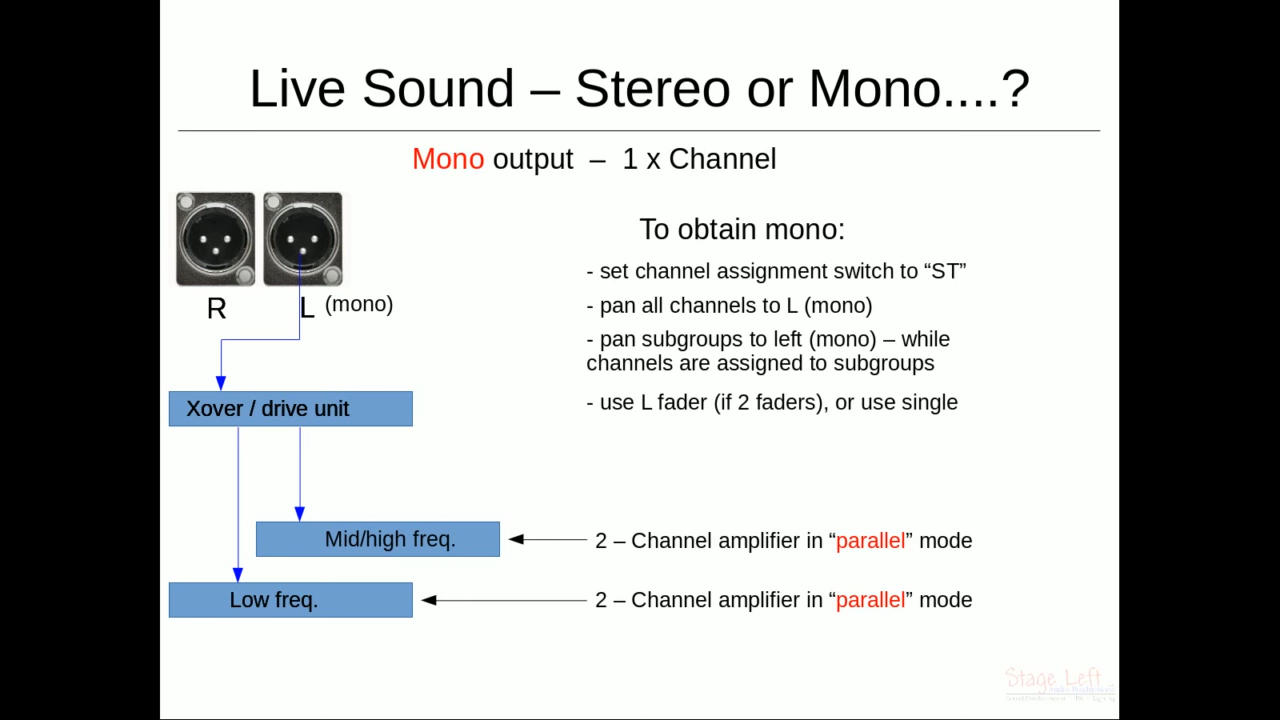 Live Sound – Stereo or Mono....?
Mono output – 1 x Channel
To obtain mono:
- set channel assignment switch to “ST”
R
L (mono)
- pan all channels to L (mono)
- pan subgroups to left (mono) – while
channels are assigned to subgroups
- use L fader (if 2 faders), or use single
Xover / drive unit
Mid/high freq.
2 – Channel amplifier in “parallel” mode
Low freq.
2 – Channel amplifier in “parallel” mode
Stage Left